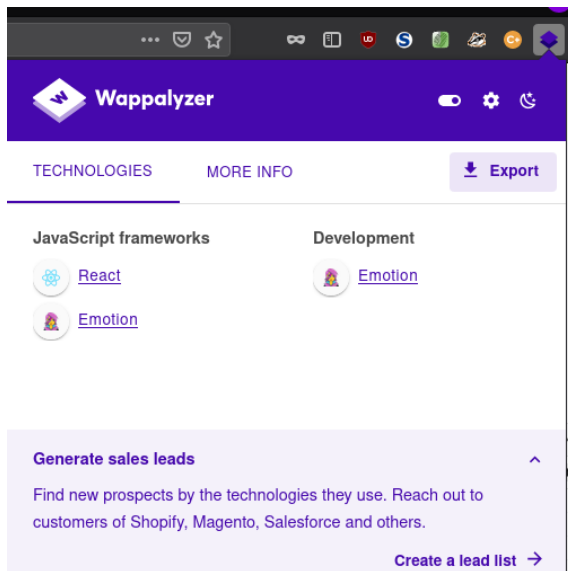 Wappalyzer
TECHNOLOGIES
MORE INFO
Export
JavaScript frameworks
React
Emotion
Development
Emotion
Generate sales leads
Find new prospects by the technologies they use. Reach out to
customers of Shopify, Magento, Salesforce and others.
Create a lead list